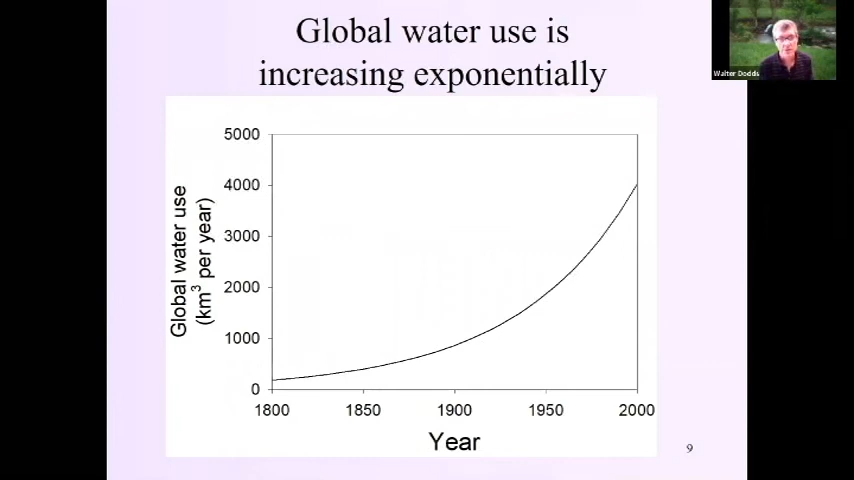 Global water use is
increasing exponentially
Walter Dodds
5000
4000
3000
2000
1000
0
Global water use
(km³ per year)
1800 1850 1900 1950 2000
Year
9